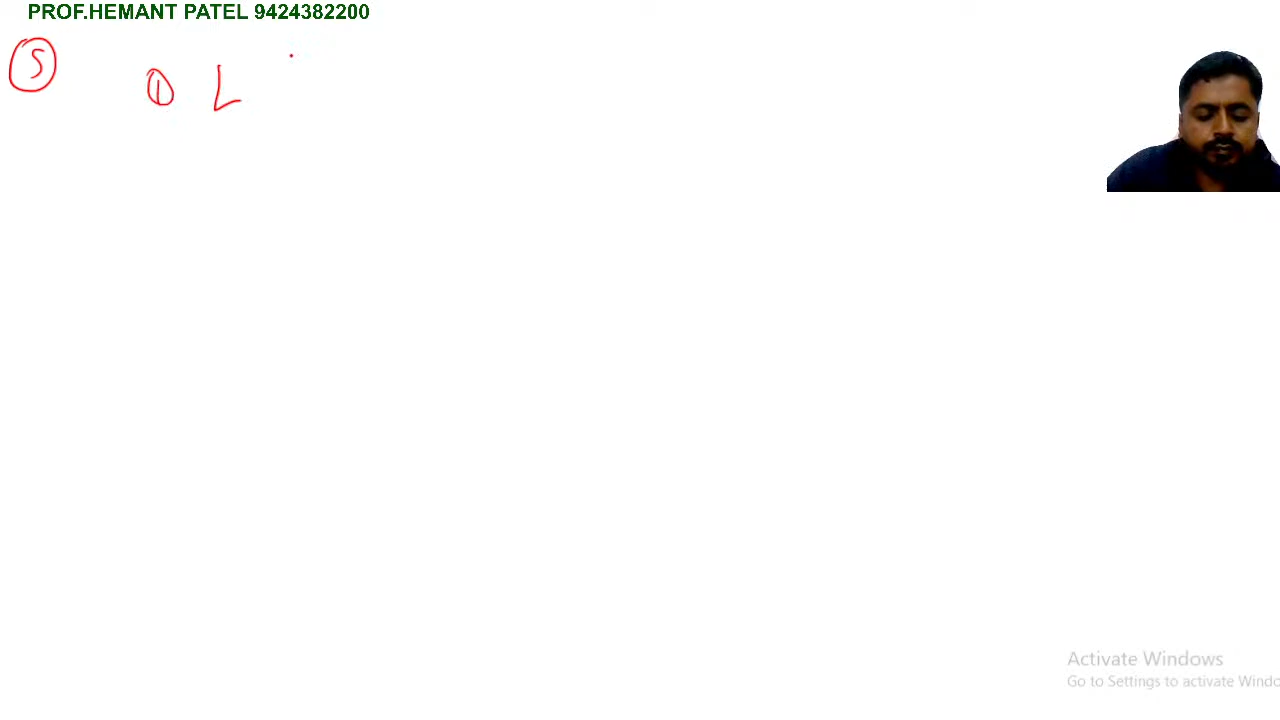 PROF.HEMANT PATEL 9424382200
5
① L
Activate Windows
Go to Settings to activate Windo